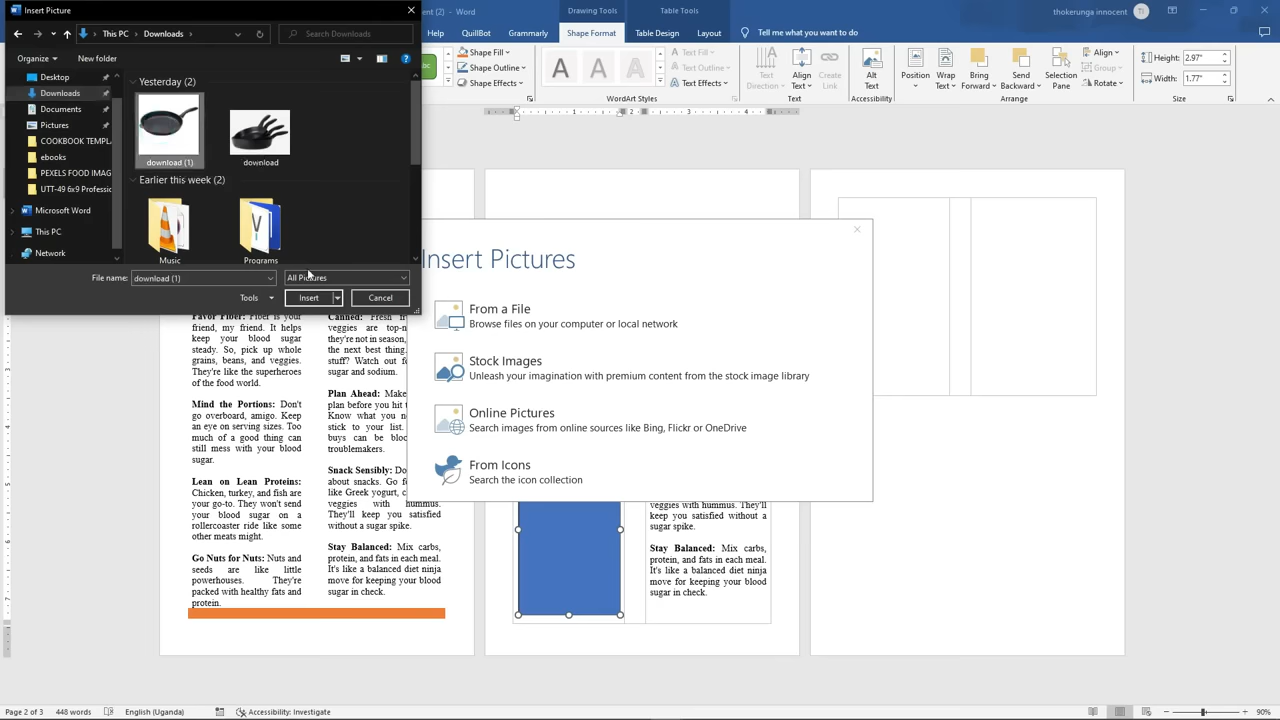 Insert Picture
ent (2) - Word
Drawing Tools
Table Tools
thokerunga innocent
TI
This PC
Downloads
Search Downloads
Help
QuillBot
Grammarly
Shape Format
Table Design
Layout
Tell me what you want to do
Organize
New folder
Abc
Shape Fill
Shape Outline
Shape Effects
A
A
A
Text Fill
Text Outline
Text Effects
WordArt Styles
Text
Direction
Align
Text
Create
Link
Text
Alt
Text
Accessibility
Position
Wrap
Text
Bring
Forward
Send
Backward
Selection
Pane
Align
Group
Rotate
Arrange
Height: 2.97"
Width: 1.77"
Size
Desktop
Downloads
Documents
Pictures
COOKBOOK TEMPL
ebooks
PEXELS FOOD IMAG
UTT-49 6x9 Professio
Microsoft Word
This PC
Network
Yesterday (2)
download (1)
download
Earlier this week (2)
Music
Programs
File name:
download (1)
All Pictures
Tools
Insert
Cancel
1
2
3
4
Insert Pictures
From a File
Browse files on your computer or local network
Stock Images
Unleash your imagination with premium content from the stock image library
Online Pictures
Search images from online sources like Bing, Flickr or OneDrive
From Icons
Search the icon collection
Favor Fiber: Fiber is your
friend, my friend. It helps
keep your blood sugar
steady. So, pick up whole
grains, beans, and veggies.
They're like the superheroes
of the food world.
Mind the Portions: Don't
go overboard, amigo. Keep
an eye on serving sizes. Too
much of a good thing can
still mess with your blood
sugar.
Lean on Lean Proteins:
Chicken, turkey, and fish are
your go-to. They won't send
your blood sugar on a
rollercoaster ride like some
other meats might.
Go Nuts for Nuts: Nuts and
seeds are like little
powerhouses. They're
packed with healthy fats and
protein.
Canned: Fresh f
veggies are top-n
they're not in season,
the next best thing.
stuff? Watch out f
sugar and sodium.
Plan Ahead: Make
plan before you hit t
Know what you n
stick to your list.
buys can be bloo
troublemakers.
Snack Sensibly: Do
about snacks. Go fo
like Greek yogurt, c
veggies with hummus.
They'll keep you satisfied
without a sugar spike.
Stay Balanced: Mix carbs,
protein, and fats in each meal.
It's like a balanced diet ninja
move for keeping your blood
sugar in check.
veggies with hummus. They'll
keep you satisfied without a
sugar spike.
Stay Balanced: Mix carbs,
protein, and fats in each meal.
It's like a balanced diet ninja
move for keeping your blood
sugar in check.
Page 2 of 3
448 words
English (Uganda)
Accessibility: Investigate
90%